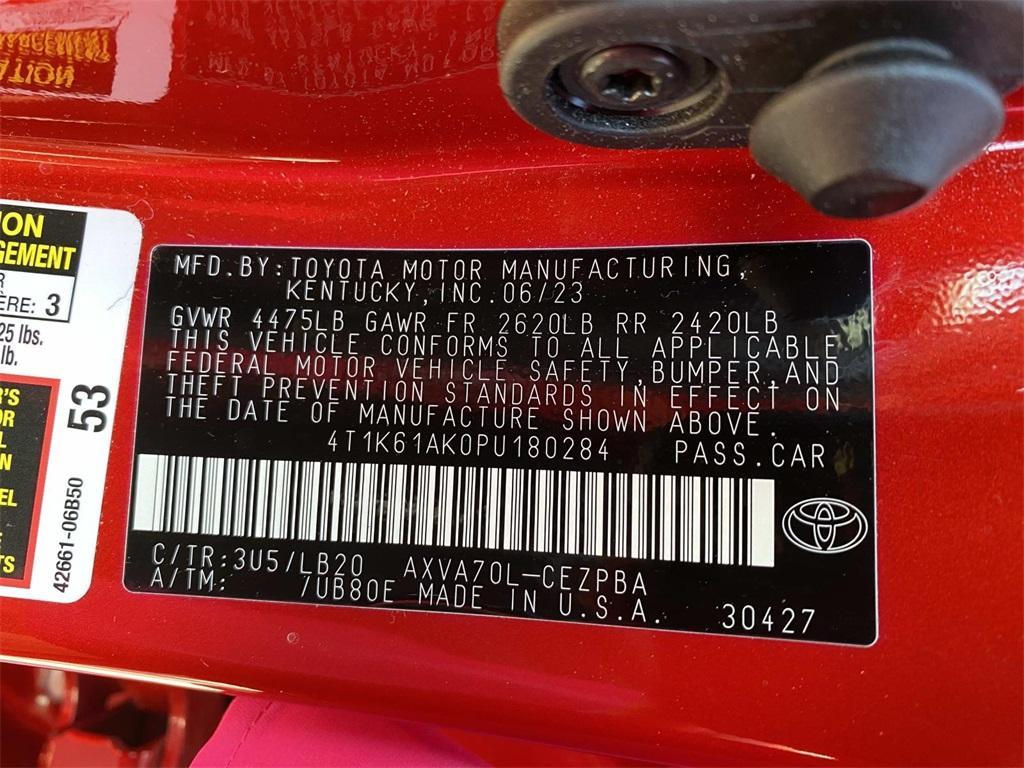 ION
GEMENT
ÈRE: 3
25 lbs.
lb.
53
42661-06B50
MFD.BY:TOYOTA MOTOR MANUFACTURING,
KENTUCKY,INC.06/23
GVWR 4475LB GAWR FR 2620LB RR 2420LB
THIS VEHICLE CONFORMS TO ALL APPLICABLE
FEDERAL MOTOR VEHICLE SAFETY,BUMPER,AND
THEFT PREVENTION STANDARDS IN EFFECT ON
THE DATE OF MANUFACTURE SHOWN ABOVE.
4T1K61AK0PU180284 PASS.CAR
C/TR:3U5/LB20 AXVA70L-CEZPBA
A/TM: 7UB80E MADE IN U.S.A. 30427